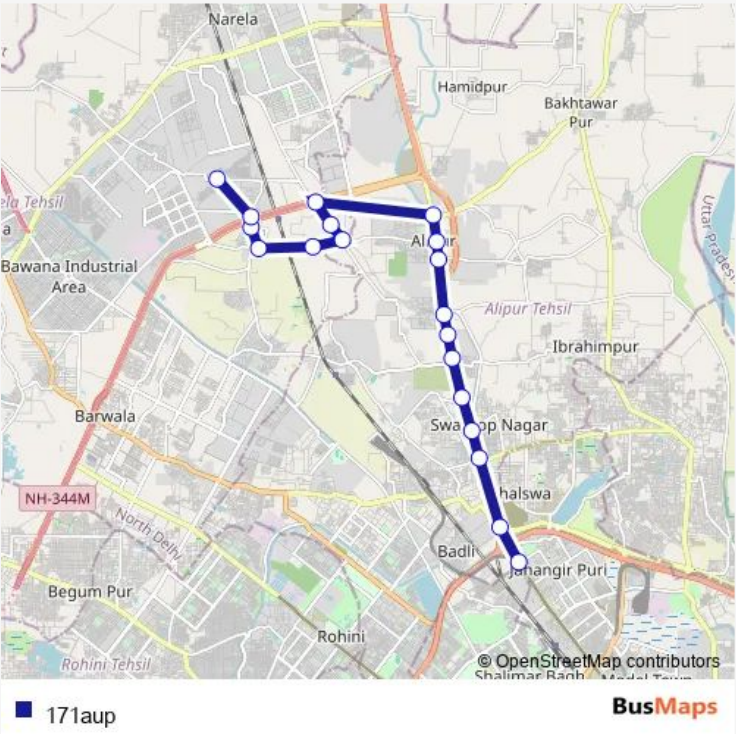 Narela
Hamidpur
Bakhtawar
Pur
ela Tehsil
a
Uttar Pradesh
Bawana Industrial
Area
Alipur Tehsil
Ibrahimpur
Barwala
Nagar
halswa
NH-344M
North Delhi
Badli
Jahangir Puri
Begum Pur
Rohini
© OpenStreetMap contributors
Rohini Tehsil
Shalimar Bagh
Model Town
171aup
BusMaps